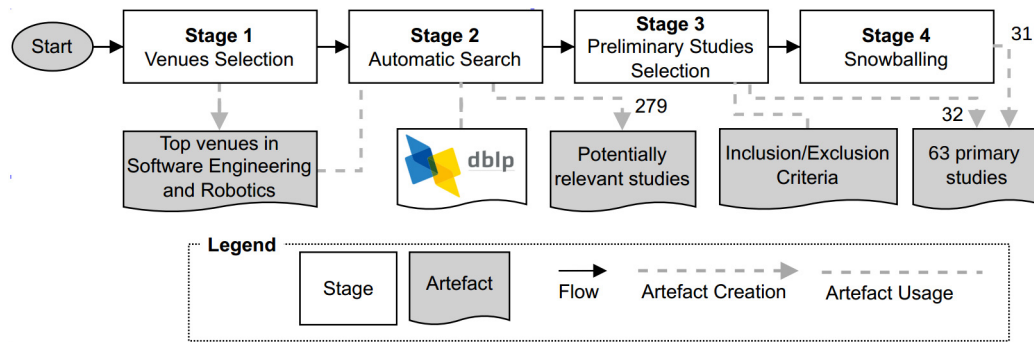 Start
Stage 1
Venues Selection
Stage 2
Automatic Search
Stage 3
Preliminary Studies
Selection
Stage 4
Snowballing
31
279
32
Top venues in
Software Engineering
and Robotics
dblp
Potentially
relevant studies
Inclusion/Exclusion
Criteria
63 primary
studies
Legend
Stage
Artefact
Flow
Artefact Creation
Artefact Usage